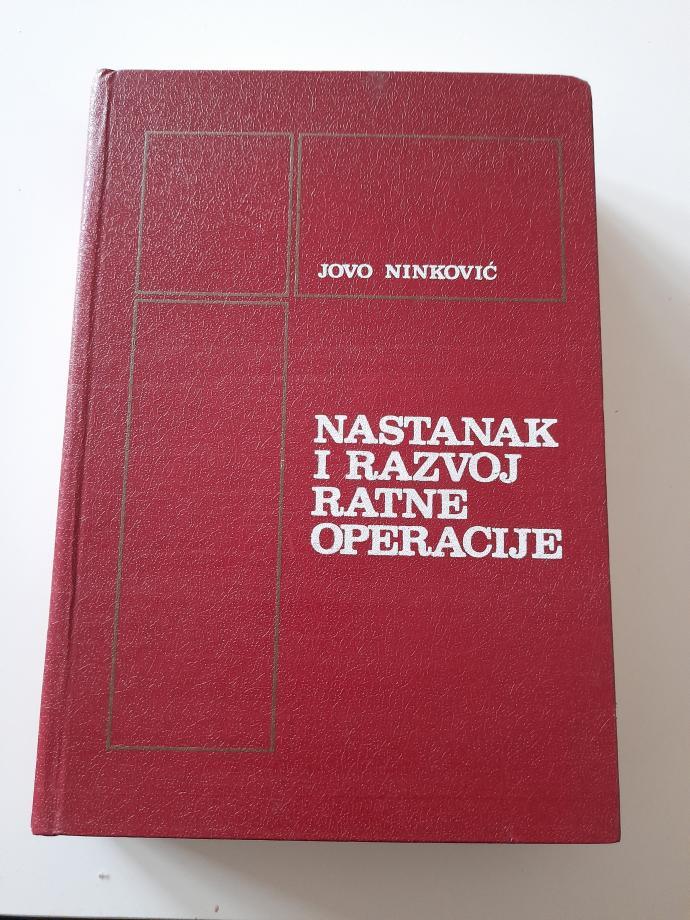 JOVO NINKOVIĆ
NASTANAK
I RAZVOJ
RATNE
OPERACIJE